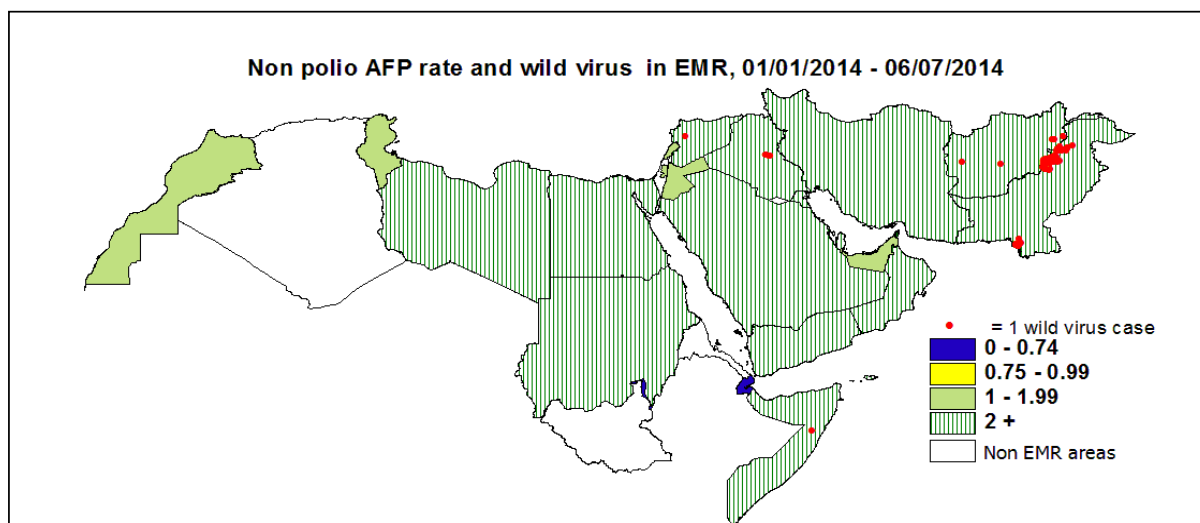 Non polio AFP rate and wild virus in EMR, 01/01/2014 - 06/07/2014
= 1 wild virus case
0 - 0.74
0.75 - 0.99
1 - 1.99
2 +
Non EMR areas